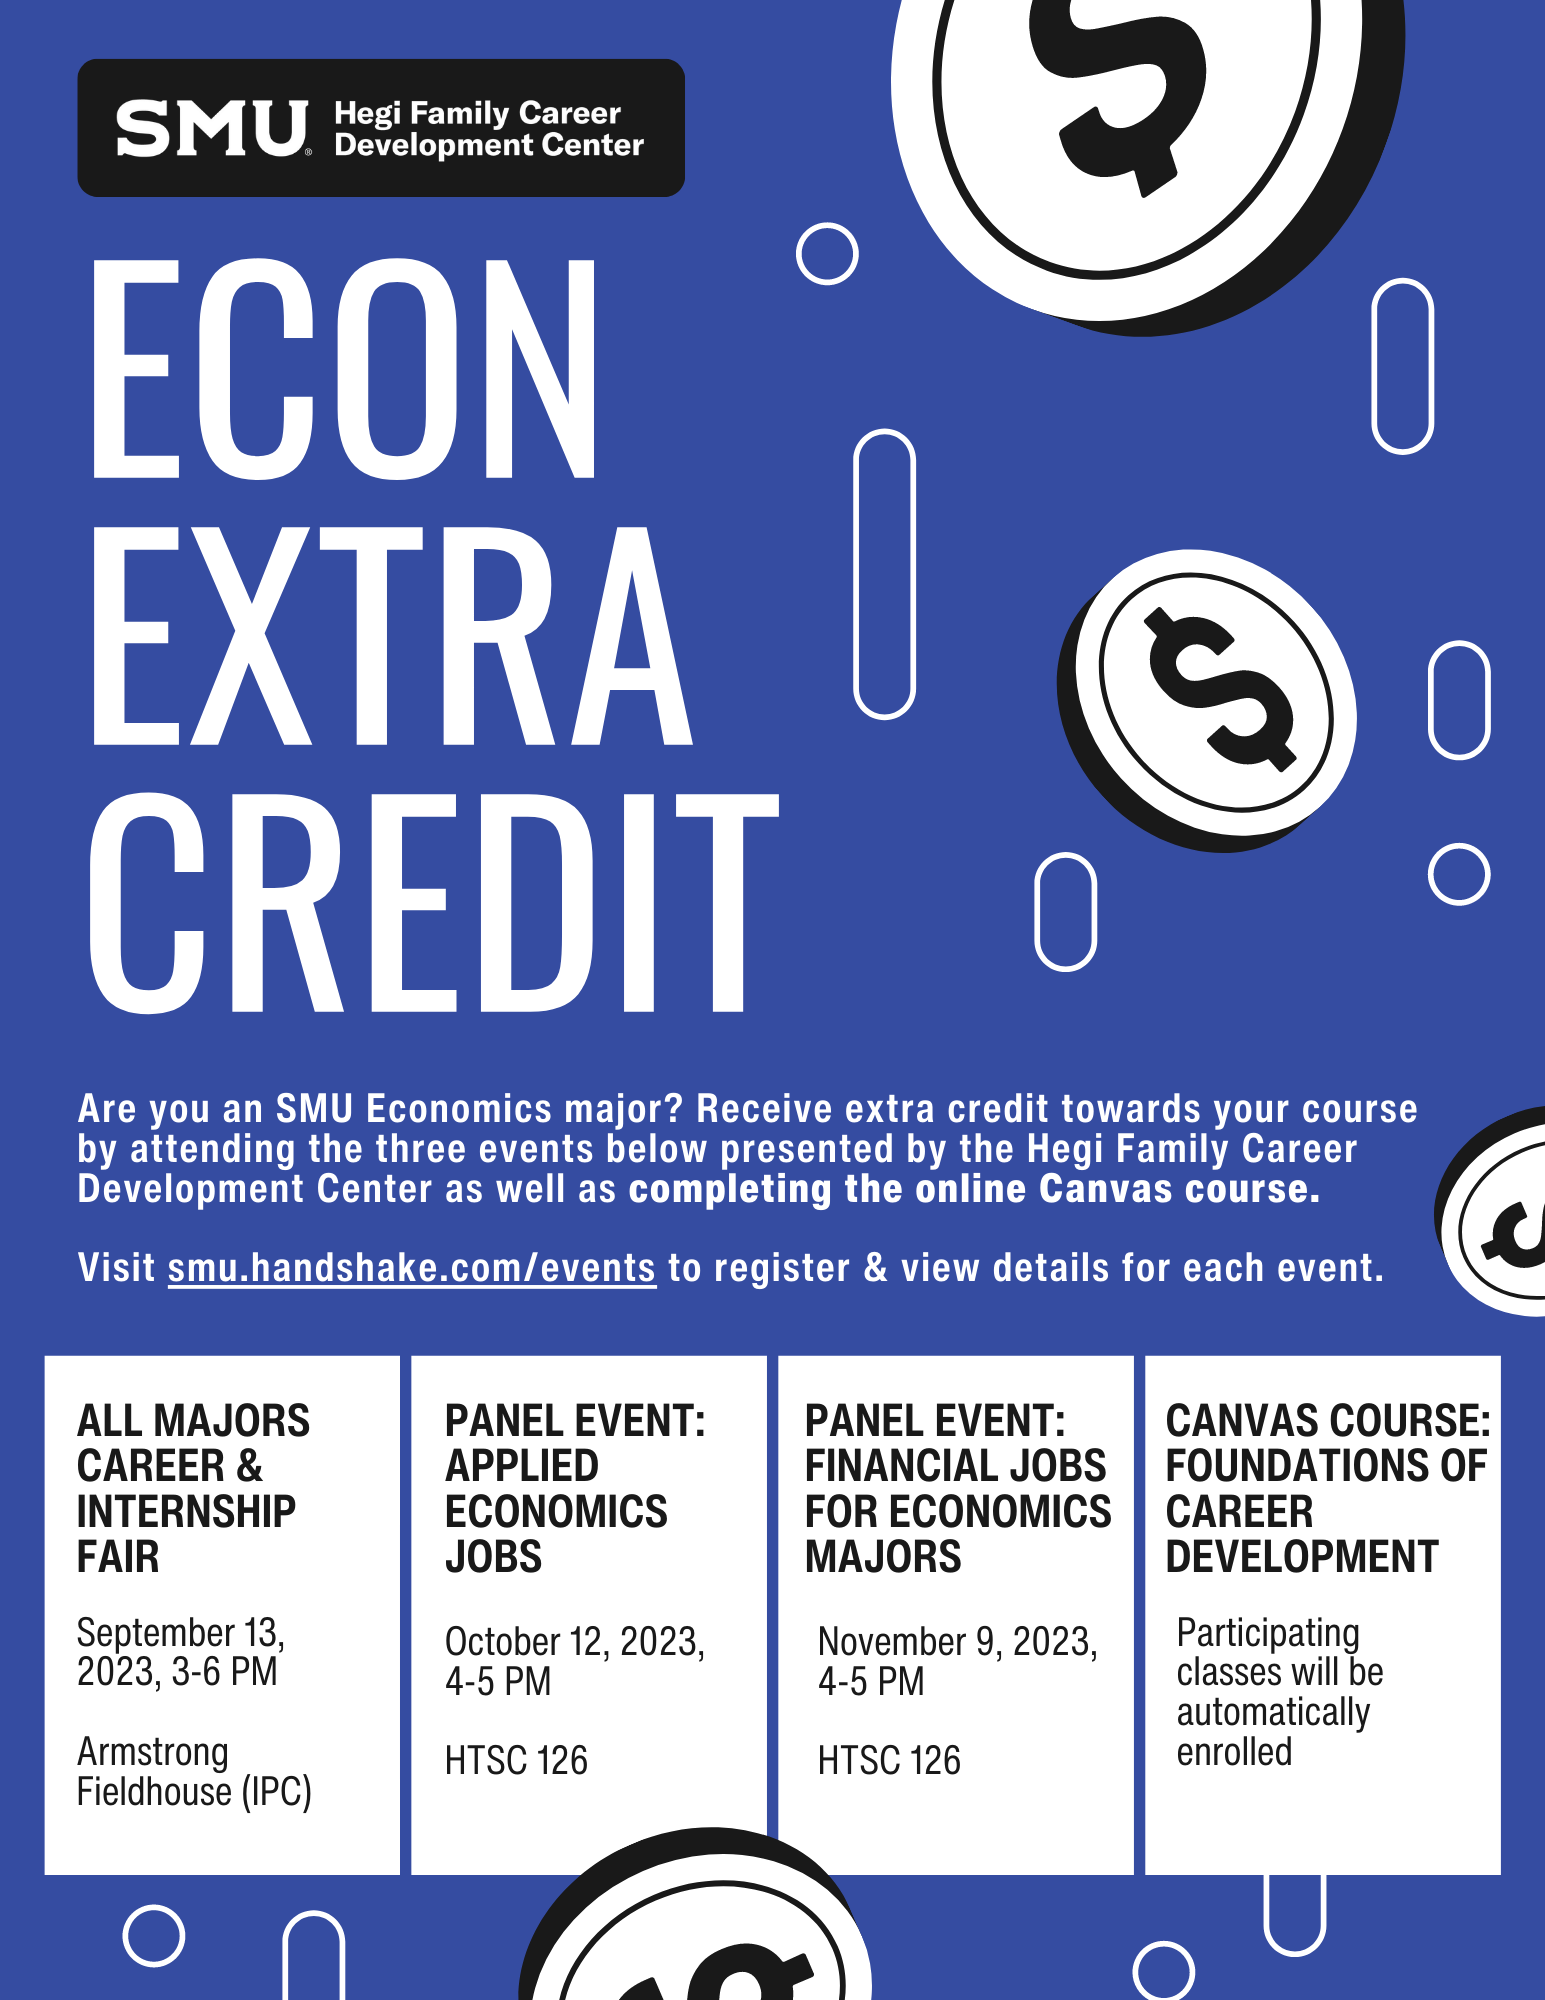 SMU® Hegi Family Career
Development Center
ECON
EXTRA
CREDIT
Are you an SMU Economics major? Receive extra credit towards your course
by attending the three events below presented by the Hegi Family Career
Development Center as well as completing the online Canvas course.
Visit smu.handshake.com/events to register & view details for each event.
ALL MAJORS
CAREER &
INTERNSHIP
FAIR
September 13,
2023, 3-6 PM
Armstrong
Fieldhouse (IPC)
PANEL EVENT:
APPLIED
ECONOMICS
JOBS
October 12, 2023,
4-5 PM
HTSC 126
PANEL EVENT:
FINANCIAL JOBS
FOR ECONOMICS
MAJORS
November 9, 2023,
4-5 PM
HTSC 126
CANVAS COURSE:
FOUNDATIONS OF
CAREER
DEVELOPMENT
Participating
classes will be
automatically
enrolled